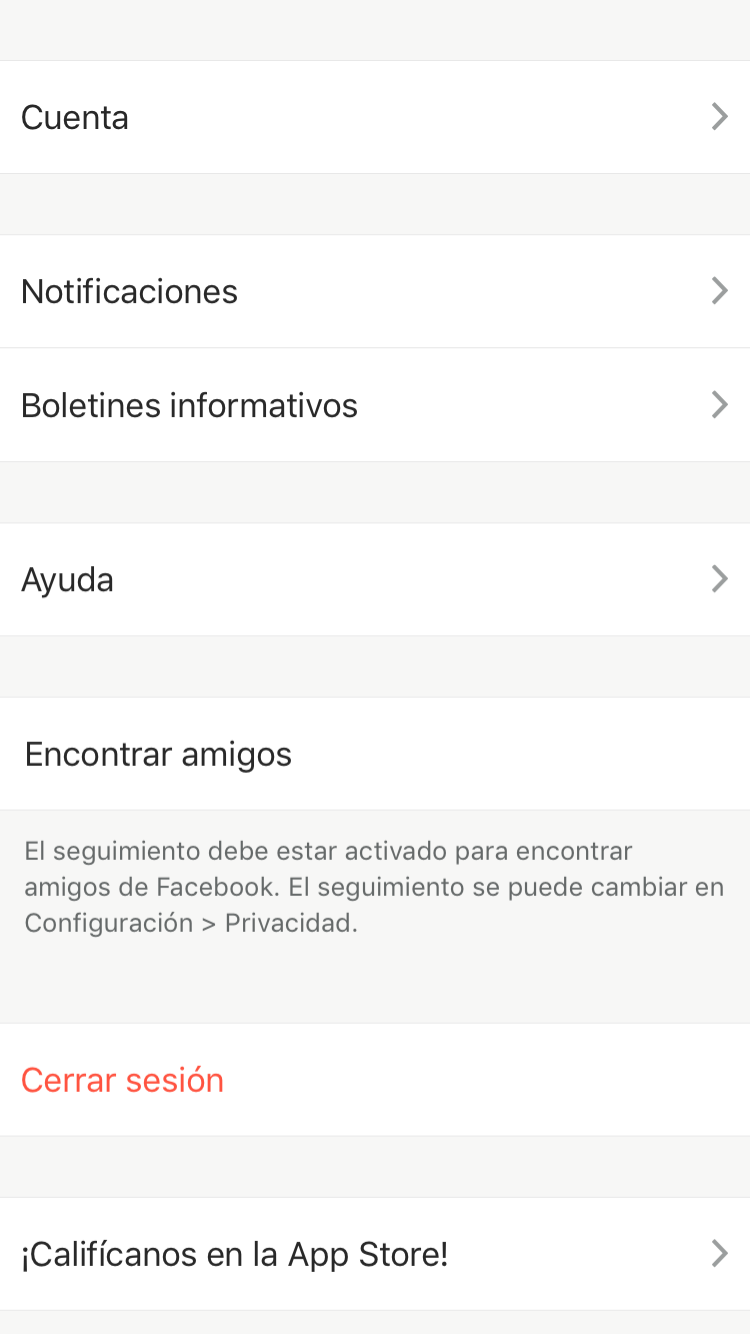 Cuenta
Notificaciones
Boletines informativos
Ayuda
Encontrar amigos
El seguimiento debe estar activado para encontrar
amigos de Facebook. El seguimiento se puede cambiar en
Configuración > Privacidad.
Cerrar sesión
¡Califícanos en la App Store!